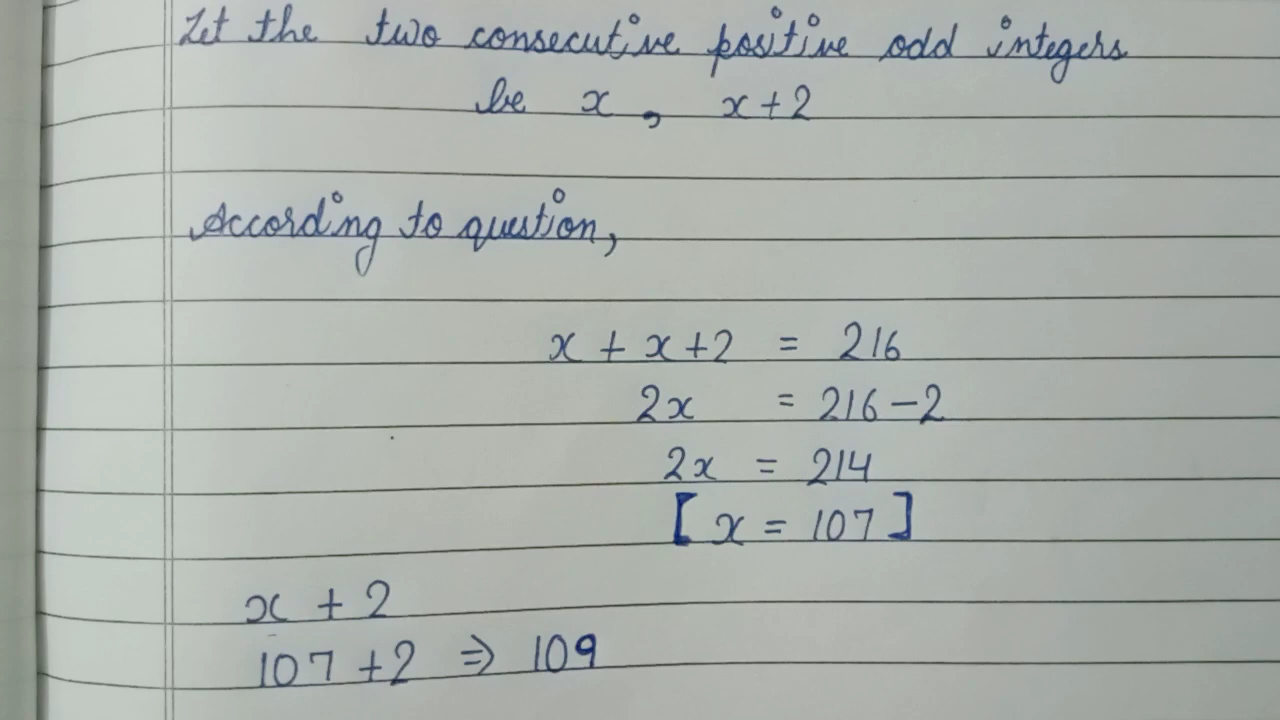 Let the two consecutive positive odd integers
be x, x+2
According to question,
x + x+2 = 216
2x = 216-2
2x = 214
[x = 107]
x + 2
107 +2 ⇒ 109